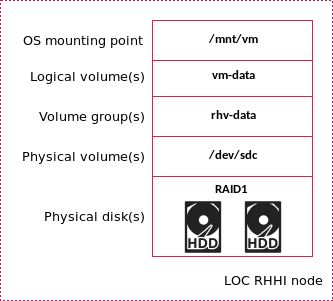 OS mounting point /mnt/vm
Logical volume(s) vm-data
Volume group(s) rhv-data
Physical volume(s) /dev/sdc
RAID1
Physical disk(s) HDD HDD
LOC RHHI node